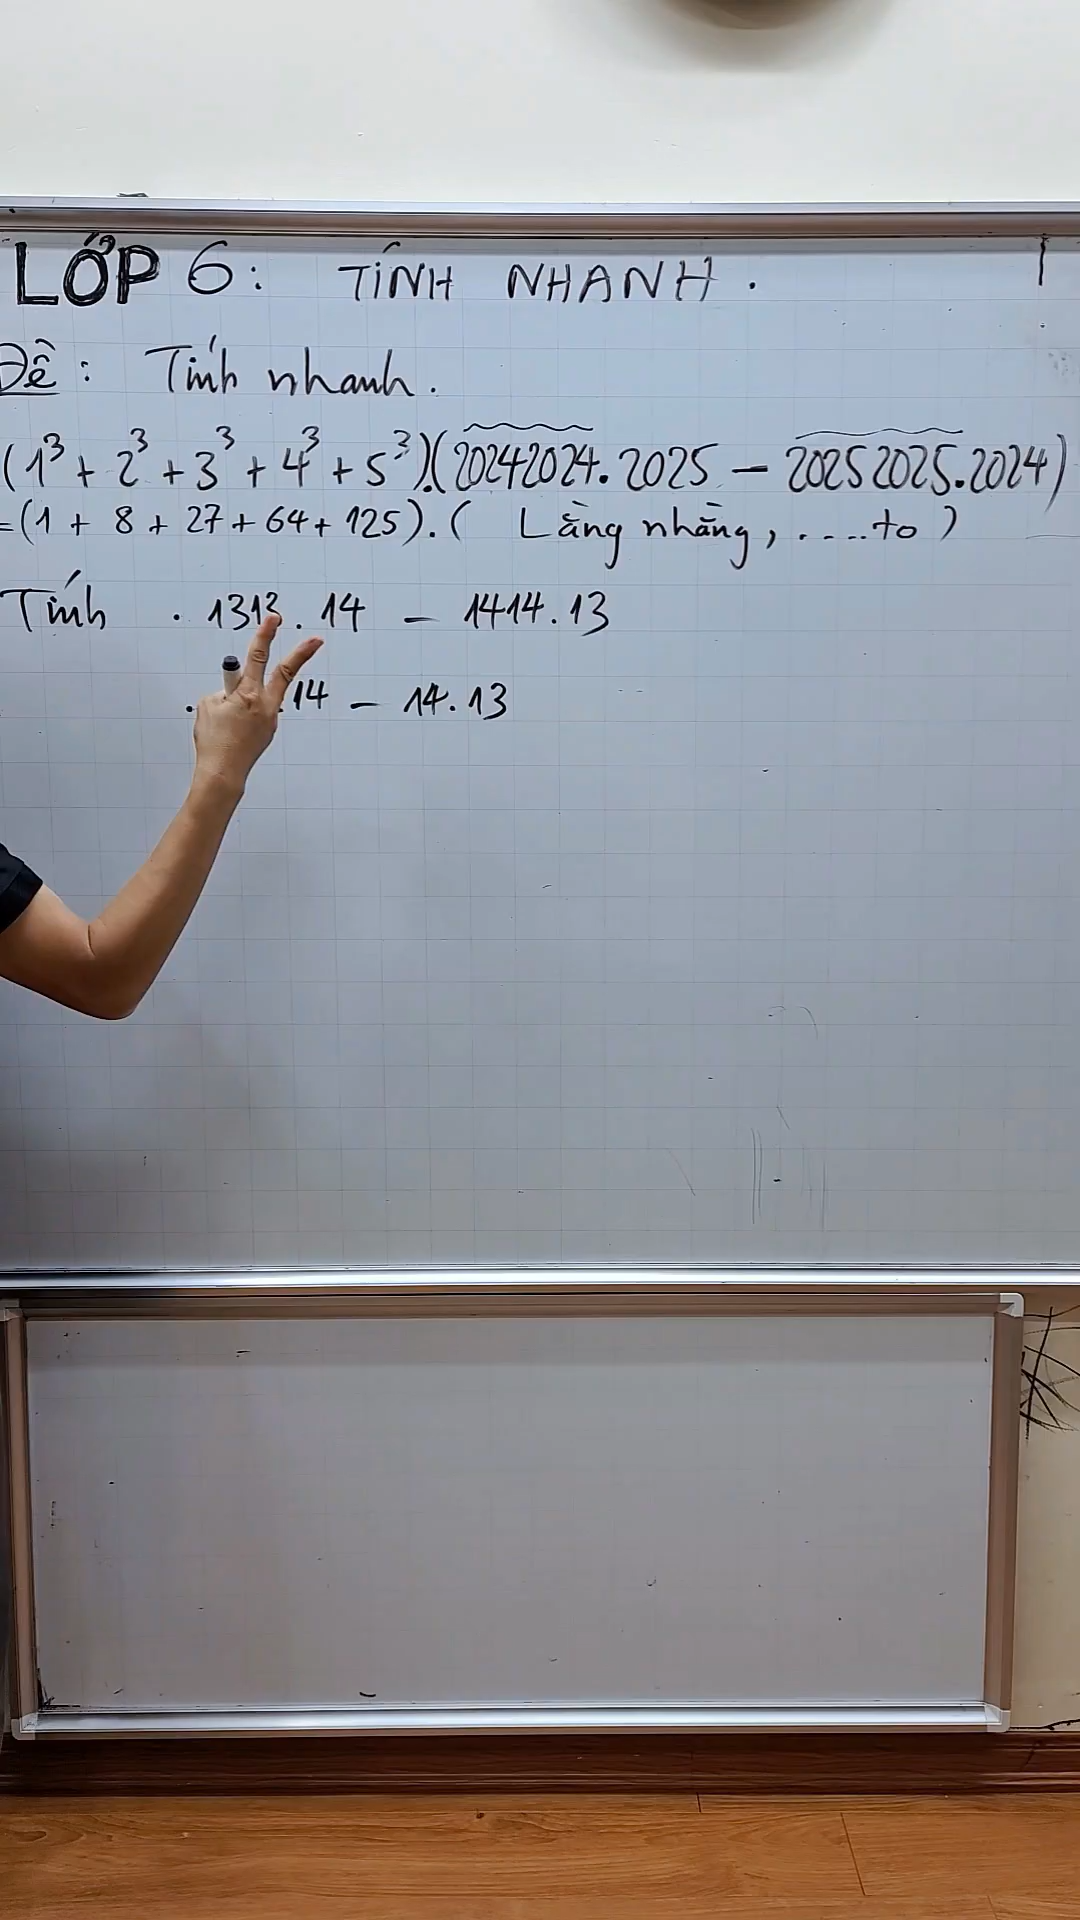 LỚP 6: TÍNH NHANH.
Đề: Tính nhanh.
(1³ + 2³ + 3³ + 4³ + 5³).(20242024.2025 – 20252025.2024)
=(1 + 8 + 27 + 64 + 125).( Lằng nhằng, ....to )
Tính . 1313.14 – 1414.13
. .14 – 14.13